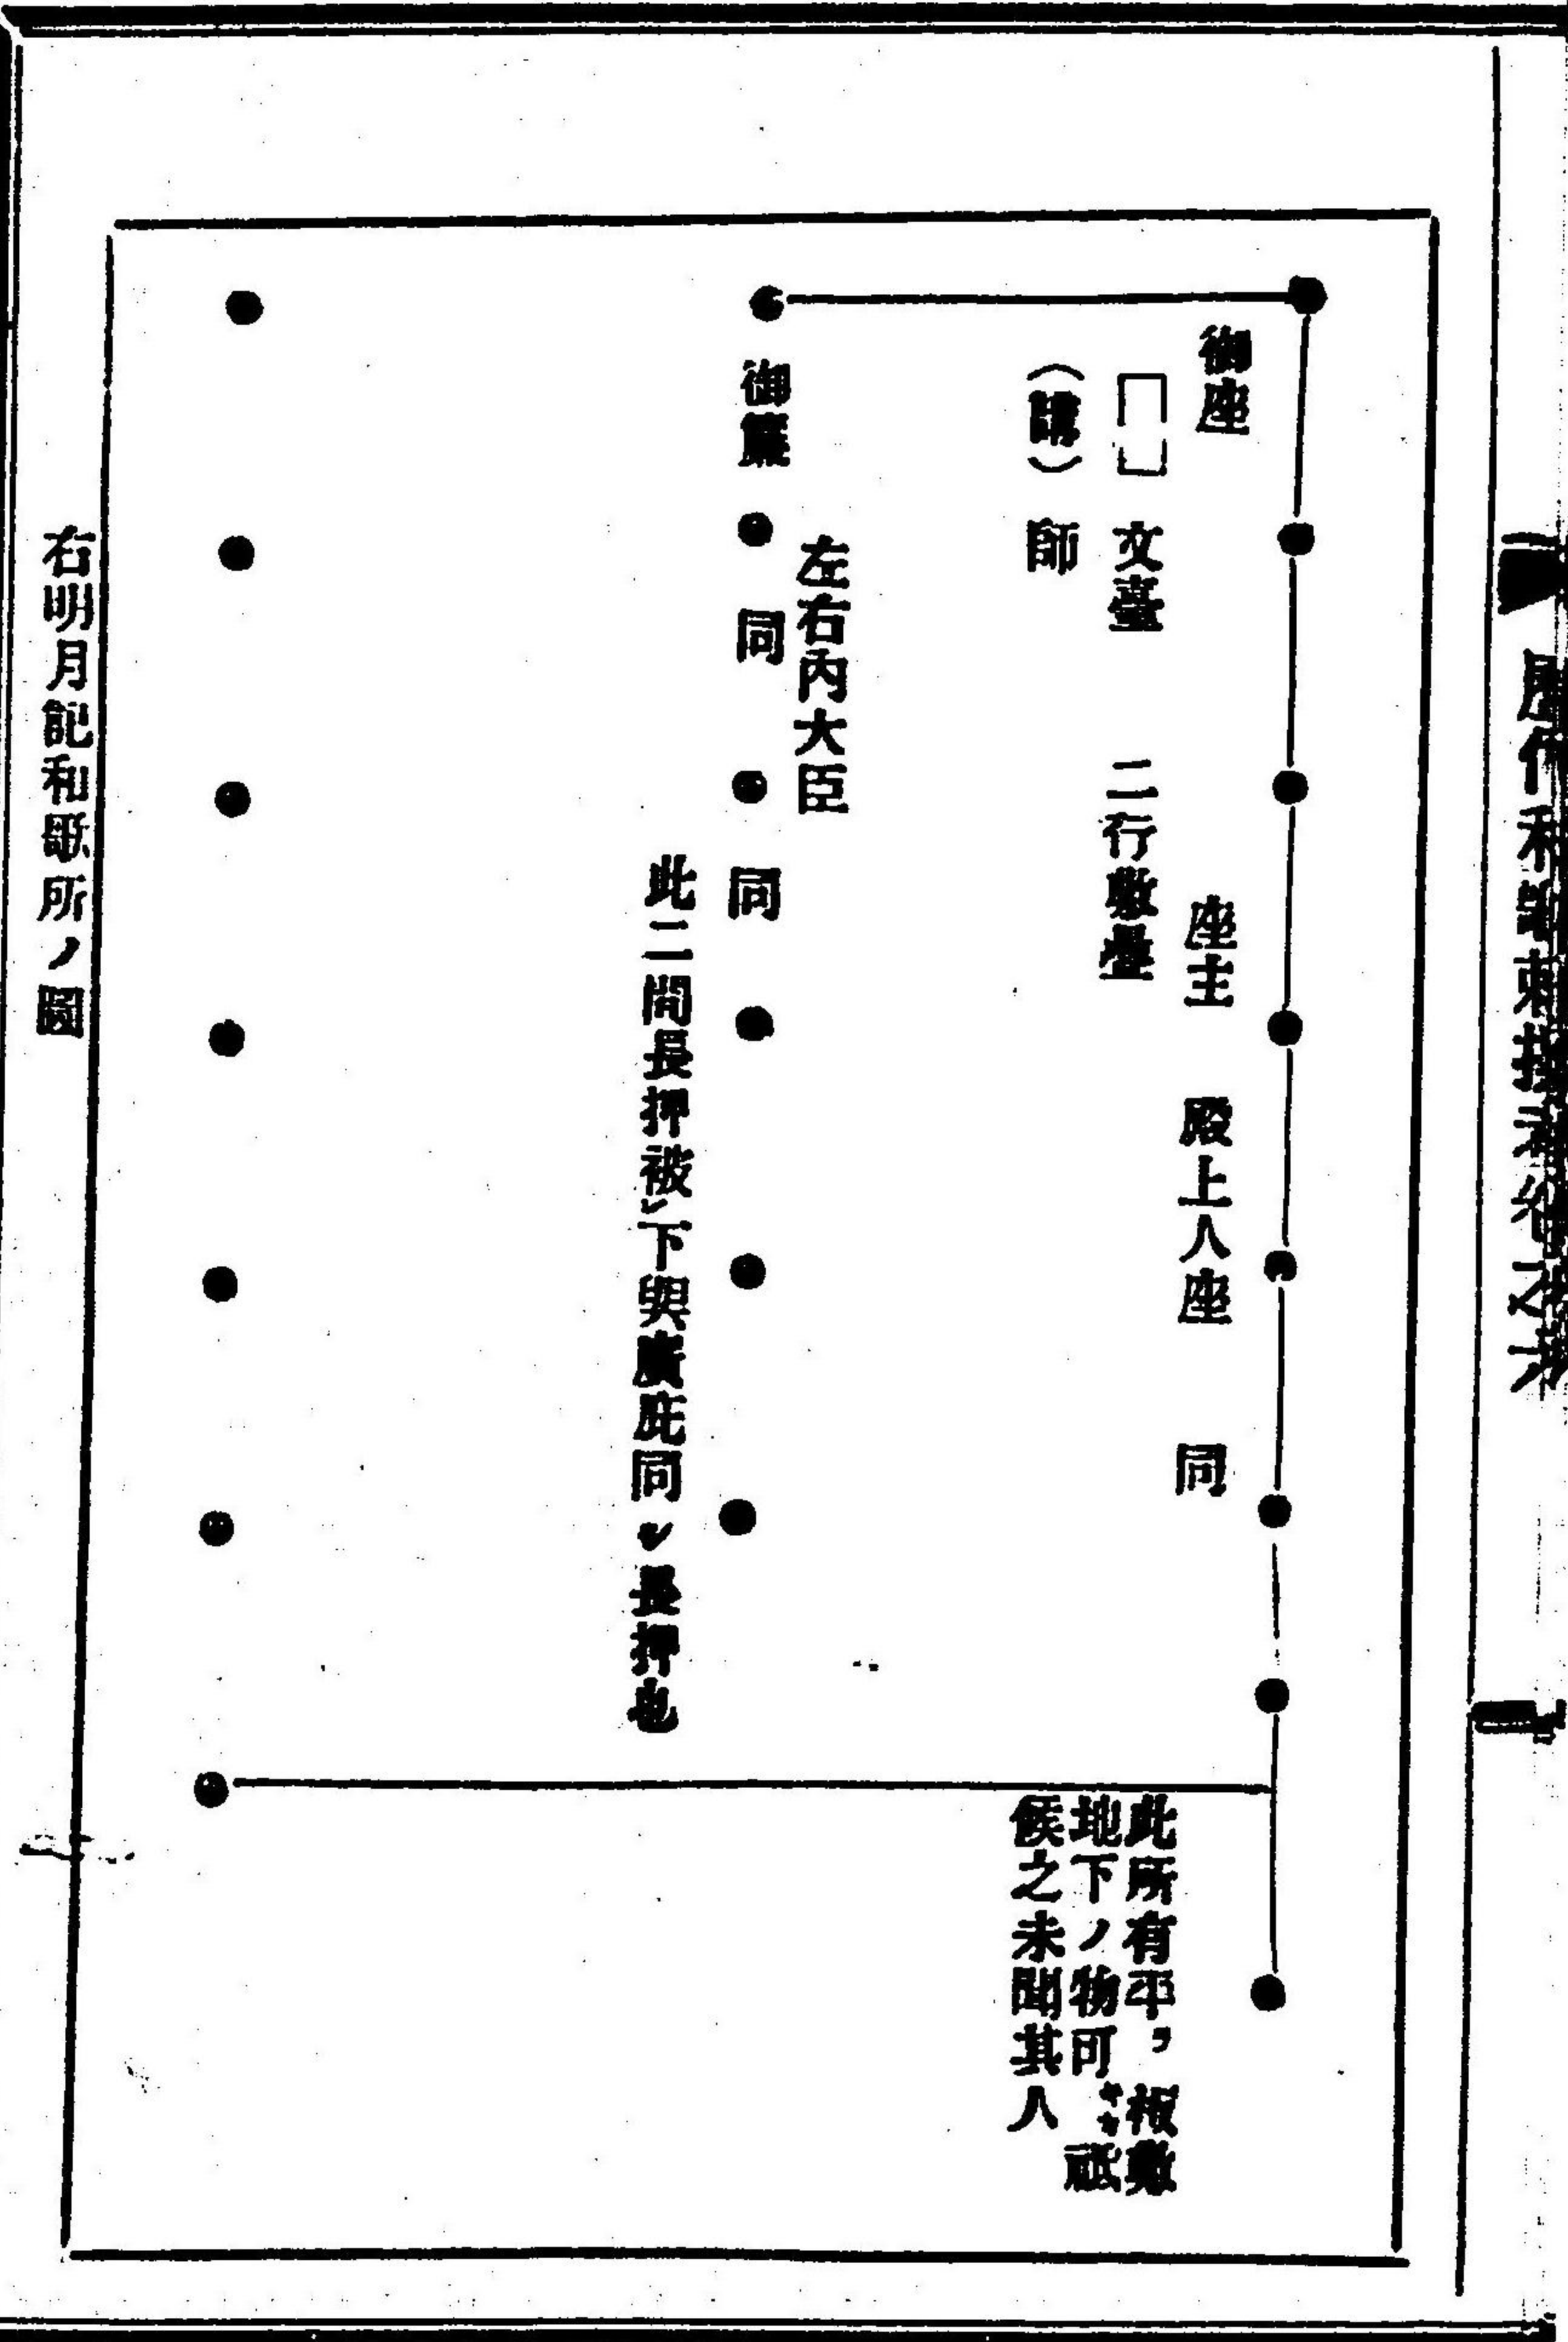 御座
文臺
(講)師
二行敷疊
座主
殿上人座
同
左右內大臣
御簾
同
同
此二間長押被㆑下與廣庇同シ長押也
此所有平
板敷
地下ノ物可
祗
候之未聞其人
右明月記和歌所ノ圖